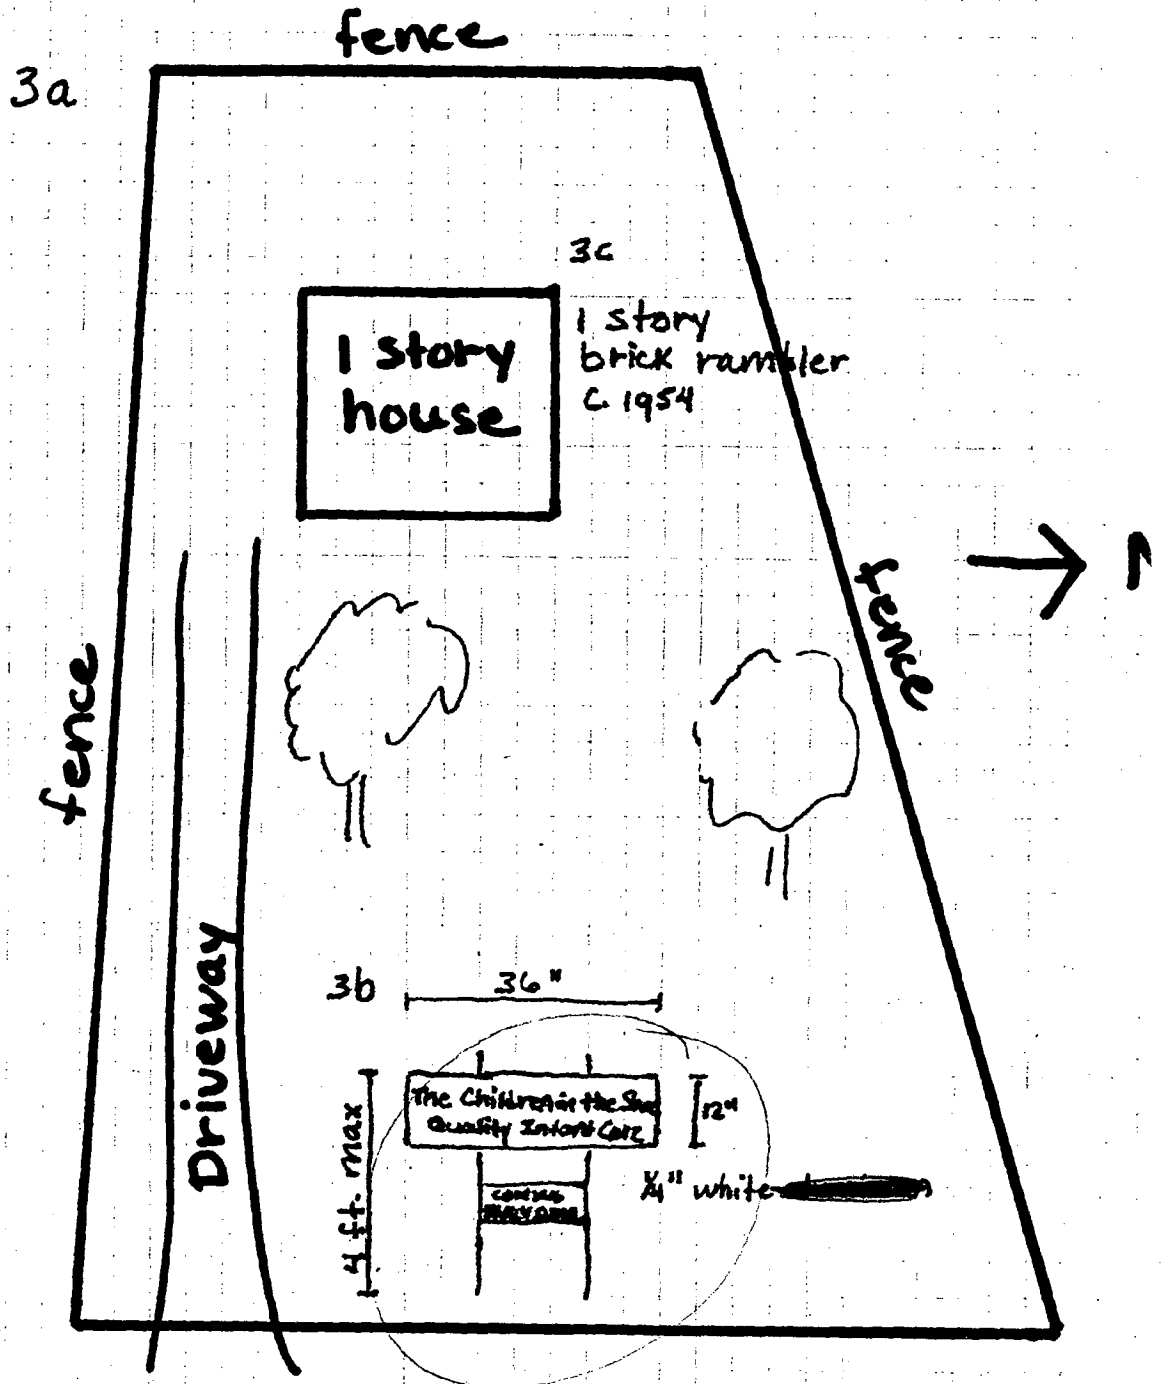 fence
3a
3c
1 story
house
1 story
brick rambler
c. 1954
fence
fence
Driveway
3b
36"
The Children in the Shoe
Quality Infant Care
12"
4 ft. max
1/4" white